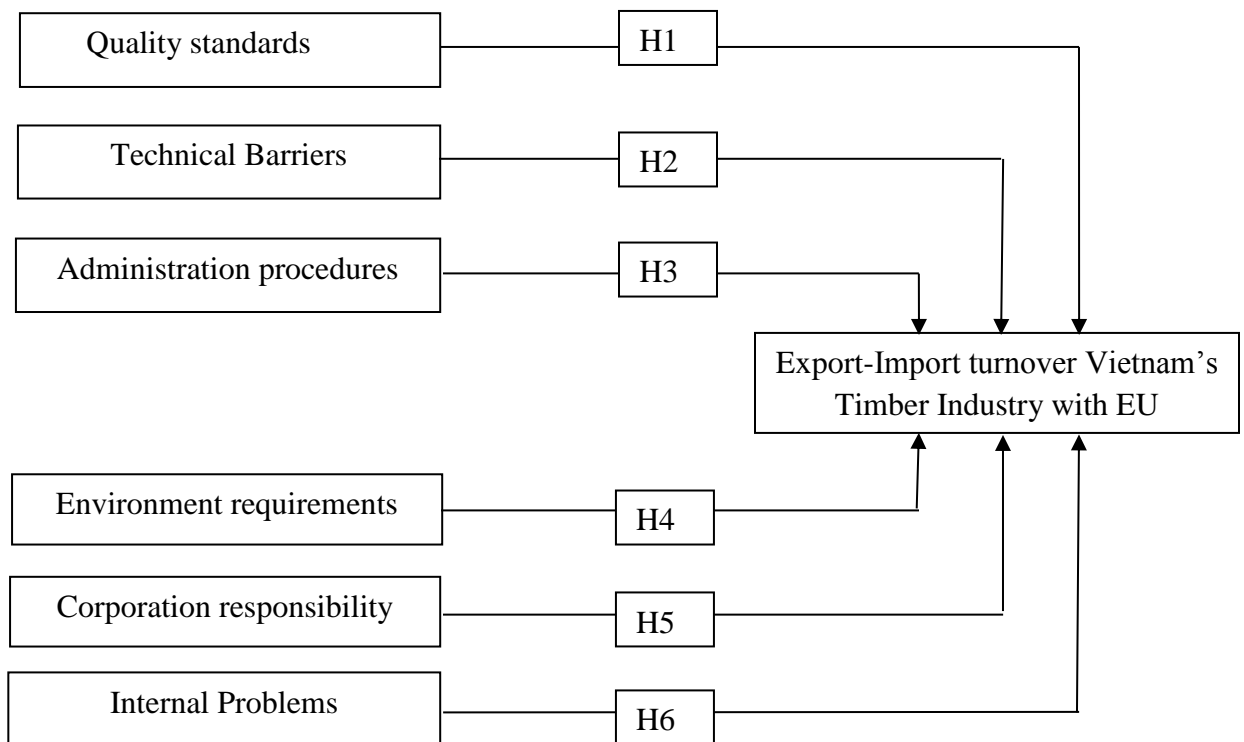 Quality standards
H1
Technical Barriers
H2
Administration procedures
H3
Export-Import turnover Vietnam’s
Timber Industry with EU
Environment requirements
H4
Corporation responsibility
H5
Internal Problems
H6